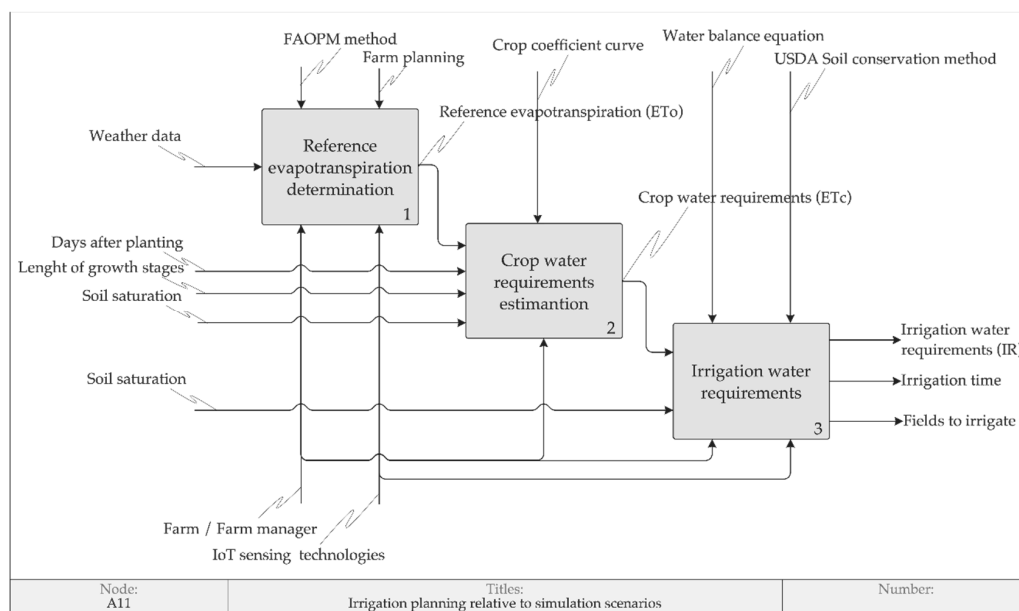 FAOPM method
Farm planning
Crop coefficient curve
Water balance equation
USDA Soil conservation method
Weather data
Reference
evapotranspiration
determination
1
Reference evapotranspiration (ETo)
Crop water requirements (ETc)
Days after planting
Lenght of growth stages
Soil saturation
Crop water
requirements
estimantion
2
Soil saturation
Irrigation water
requirements
3
Irrigation water
requirements (IR)
Irrigation time
Fields to irrigate
Farm / Farm manager
IoT sensing technologies
Node:
A11
Titles:
Irrigation planning relative to simulation scenarios
Number: